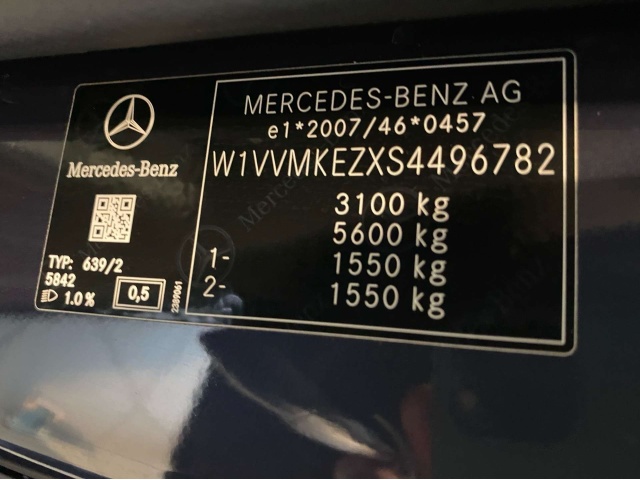 MERCEDES-BENZ AG
e1*2007/46*0457
W1VVMKEZXS4496782
3100 kg
5600 kg
1- 1550 kg
2- 1550 kg
Mercedes-Benz
TYP: 639/2
5842
1.0 % 0,5
2389061